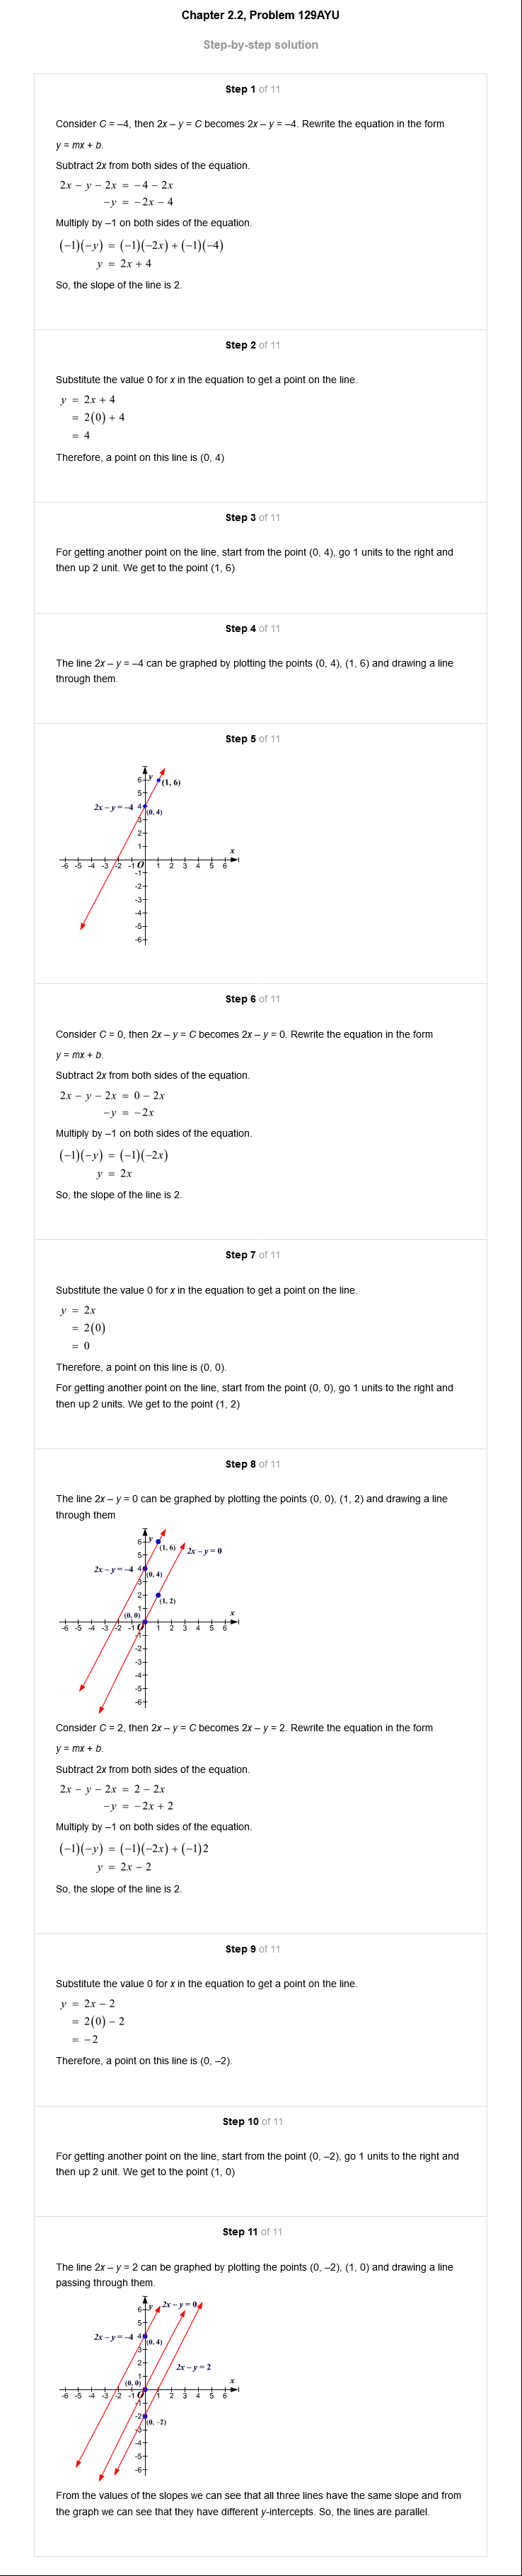 Chapter 2.2, Problem 129AYU
Step-by-step solution
Step 1 of 11
Consider C = –4, then 2x – y = C becomes 2x – y = –4. Rewrite the equation in the form
y = mx + b.
Subtract 2x from both sides of the equation.
2x − y − 2x = −4 − 2x
−y = −2x − 4
Multiply by –1 on both sides of the equation.
(−1)(−y) = (−1)(−2x) + (−1)(−4)
y = 2x + 4
So, the slope of the line is 2.
Step 2 of 11
Substitute the value 0 for x in the equation to get a point on the line.
y = 2x + 4
= 2(0) + 4
= 4
Therefore, a point on this line is (0, 4)
Step 3 of 11
For getting another point on the line, start from the point (0, 4), go 1 units to the right and
then up 2 unit. We get to the point (1, 6)
Step 4 of 11
The line 2x – y = –4 can be graphed by plotting the points (0, 4), (1, 6) and drawing a line
through them.
Step 5 of 11
y
6
(1, 6)
5
2x – y = –4
4
(0, 4)
3
2
1
x
-6 -5 -4 -3 -2 -1 O 1 2 3 4 5 6
-1
-2
-3
-4
-5
-6
Step 6 of 11
Consider C = 0, then 2x – y = C becomes 2x – y = 0. Rewrite the equation in the form
y = mx + b.
Subtract 2x from both sides of the equation.
2x − y − 2x = 0 − 2x
−y = −2x
Multiply by –1 on both sides of the equation.
(−1)(−y) = (−1)(−2x)
y = 2x
So, the slope of the line is 2.
Step 7 of 11
Substitute the value 0 for x in the equation to get a point on the line.
y = 2x
= 2(0)
= 0
Therefore, a point on this line is (0, 0).
For getting another point on the line, start from the point (0, 0), go 1 units to the right and
then up 2 units. We get to the point (1, 2)
Step 8 of 11
The line 2x – y = 0 can be graphed by plotting the points (0, 0), (1, 2) and drawing a line
through them
y
6
(1, 6)
2x – y = 0
5
2x – y = –4
4
(0, 4)
3
2
(1, 2)
1
(0, 0)
x
-6 -5 -4 -3 -2 -1 O 1 2 3 4 5 6
-1
-2
-3
-4
-5
-6
Consider C = 2, then 2x – y = C becomes 2x – y = 2. Rewrite the equation in the form
y = mx + b.
Subtract 2x from both sides of the equation.
2x − y − 2x = 2 − 2x
−y = −2x + 2
Multiply by –1 on both sides of the equation.
(−1)(−y) = (−1)(−2x) + (−1)2
y = 2x − 2
So, the slope of the line is 2.
Step 9 of 11
Substitute the value 0 for x in the equation to get a point on the line.
y = 2x − 2
= 2(0) − 2
= −2
Therefore, a point on this line is (0, –2).
Step 10 of 11
For getting another point on the line, start from the point (0, –2), go 1 units to the right and
then up 2 unit. We get to the point (1, 0)
Step 11 of 11
The line 2x – y = 2 can be graphed by plotting the points (0, –2), (1, 0) and drawing a line
passing through them.
y
2x – y = 0
6
5
2x – y = –4
4
(0, 4)
3
2
2x – y = 2
1
(0, 0)
x
-6 -5 -4 -3 -2 -1 O 1 2 3 4 5 6
-1
-2
(0, –2)
-3
-4
-5
-6
From the values of the slopes we can see that all three lines have the same slope and from
the graph we can see that they have different y-intercepts. So, the lines are parallel.